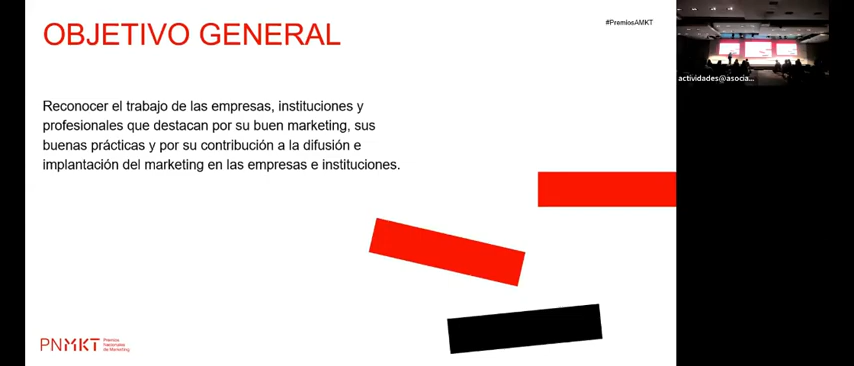 OBJETIVO GENERAL
#PremiosAMKT
actividades@asocia...
Reconocer el trabajo de las empresas, instituciones y
profesionales que destacan por su buen marketing, sus
buenas prácticas y por su contribución a la difusión e
implantación del marketing en las empresas e instituciones.
PNMKT
Premios
Nacionales
de Marketing